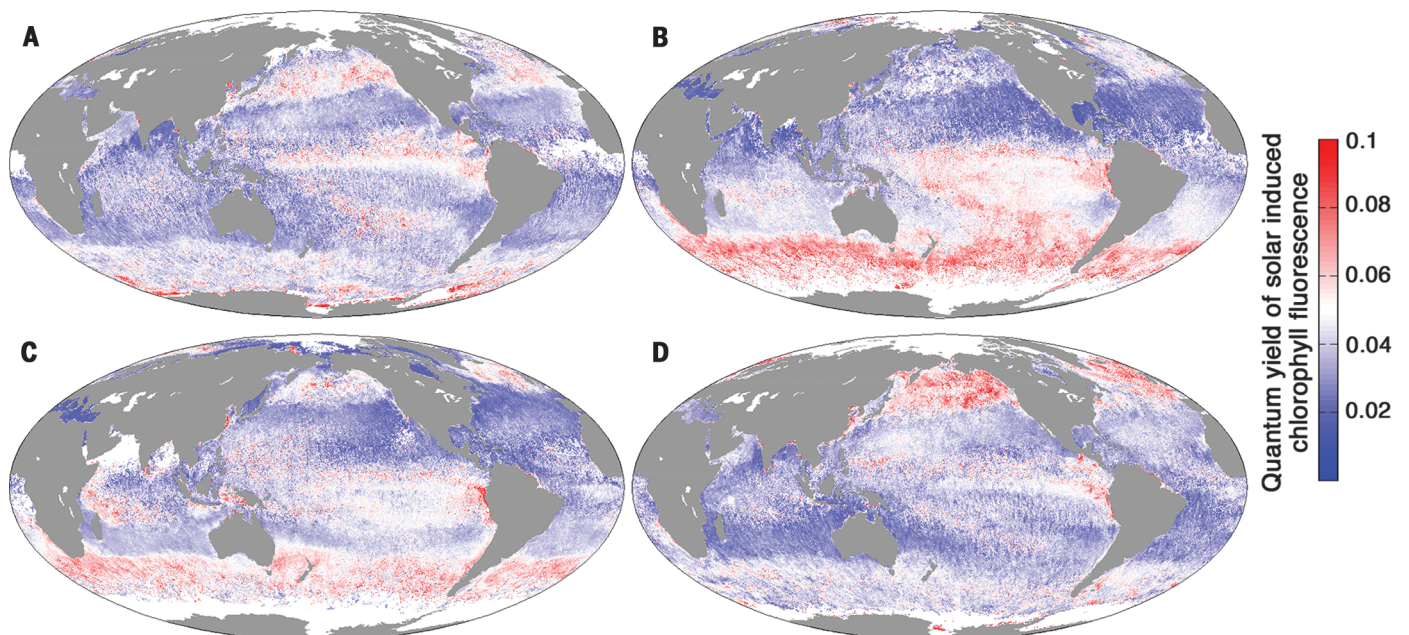 A
B
C
D
Quantum yield of solar induced
chlorophyll fluorescence
0.1
0.08
0.06
0.04
0.02